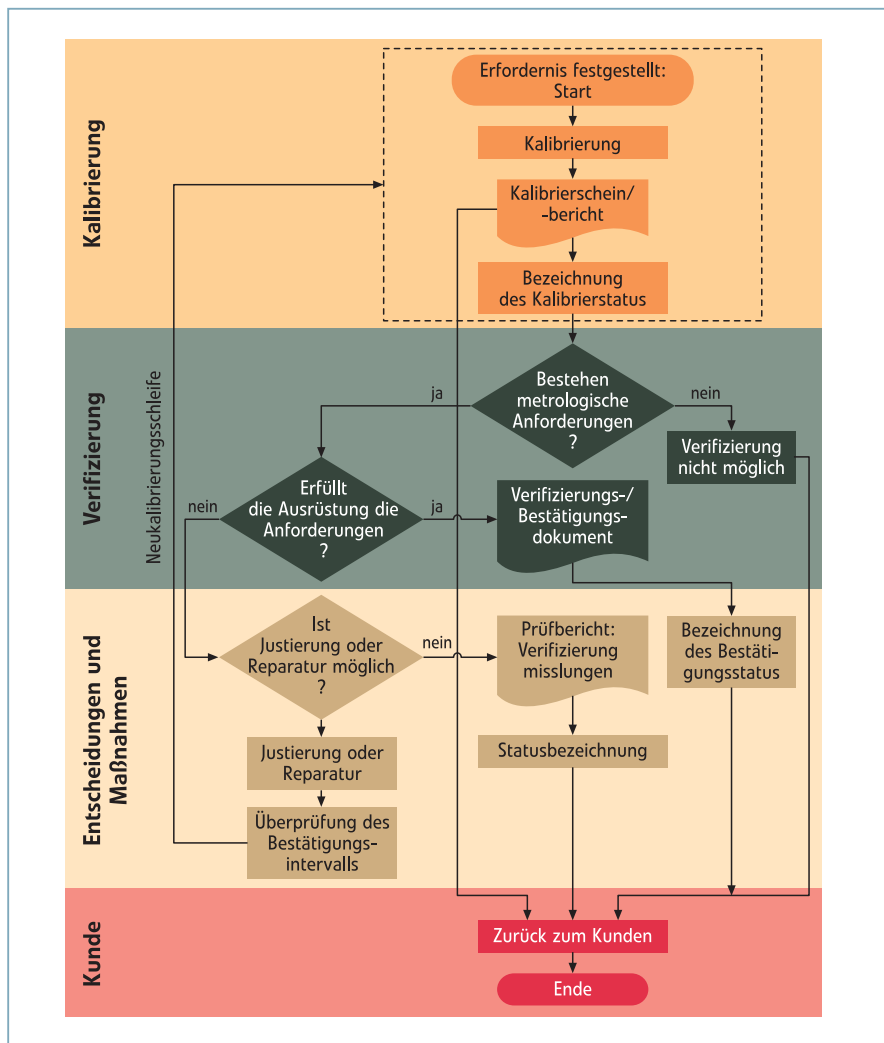 Kalibrierung
Erfordernis festgestellt:
Start
Kalibrierung
Kalibrierschein/
-bericht
Bezeichnung
des Kalibrierstatus
Verifizierung
Neukalibrierungsschleife
Bestehen
metrologische
Anforderungen
?
ja
nein
Verifizierung
nicht möglich
Erfüllt
die Ausrüstung die
Anforderungen
?
nein
ja
Verifizierungs-/
Bestätigungs-
dokument
Entscheidungen und
Maßnahmen
Ist
Justierung oder
Reparatur möglich
?
nein
Prüfbericht:
Verifizierung
misslungen
Bezeichnung
des Bestäti-
gungsstatus
Justierung oder
Reparatur
Statusbezeichnung
Überprüfung des
Bestätigungs-
intervalls
Kunde
Zurück zum Kunden
Ende